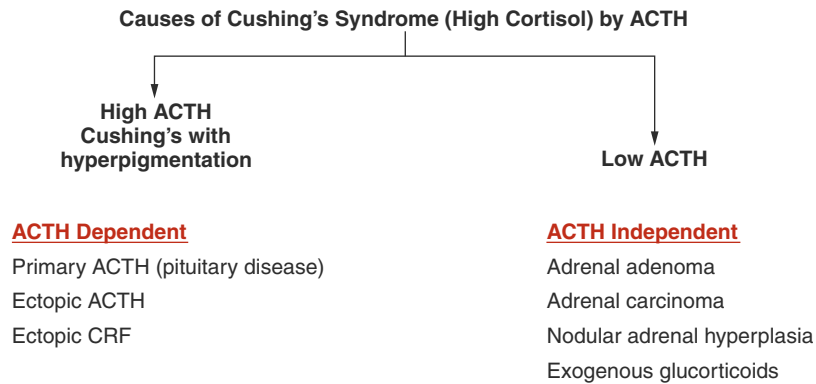 Causes of Cushing's Syndrome (High Cortisol) by ACTH
High ACTH
Cushing's with
hyperpigmentation
Low ACTH
ACTH Dependent
Primary ACTH (pituitary disease)
Ectopic ACTH
Ectopic CRF
ACTH Independent
Adrenal adenoma
Adrenal carcinoma
Nodular adrenal hyperplasia
Exogenous glucorticoids